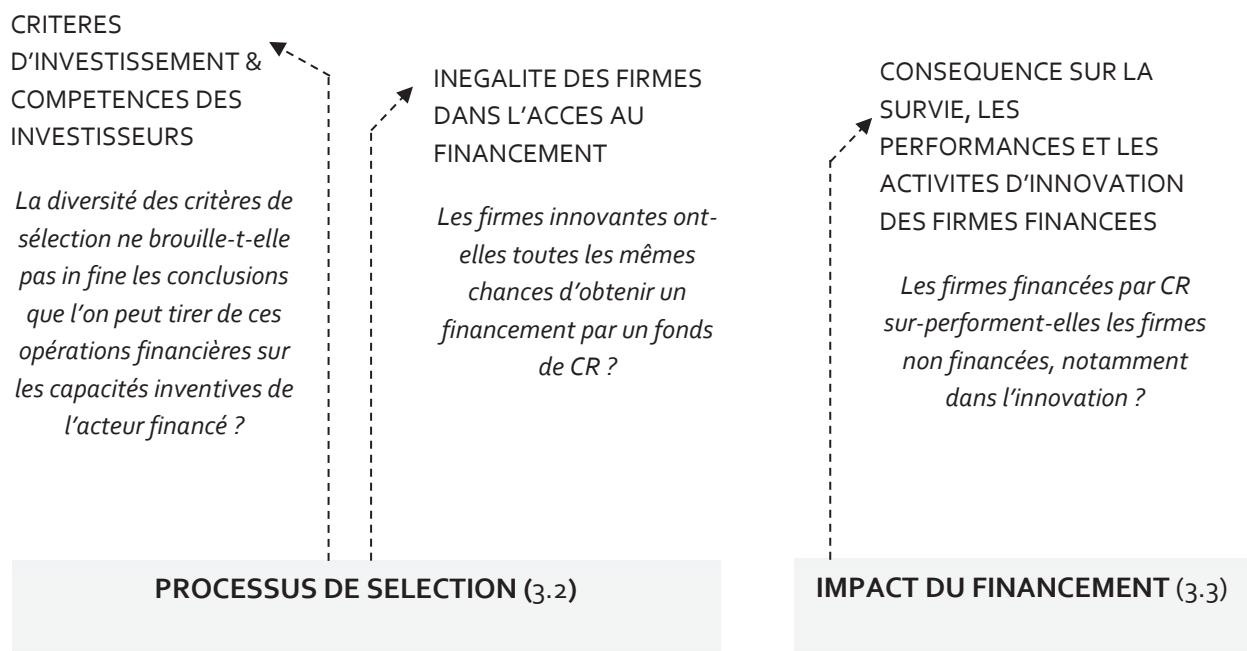 CRITERES
D’INVESTISSEMENT &
COMPETENCES DES
INVESTISSEURS
La diversité des critères de
sélection ne brouille-t-elle
pas in fine les conclusions
que l’on peut tirer de ces
opérations financières sur
les capacités inventives de
l’acteur financé ?
INEGALITE DES FIRMES
DANS L’ACCES AU
FINANCEMENT
Les firmes innovantes ont-
elles toutes les mêmes
chances d’obtenir un
financement par un fonds
de CR ?
CONSEQUENCE SUR LA
SURVIE, LES
PERFORMANCES ET LES
ACTIVITES D’INNOVATION
DES FIRMES FINANCEES
Les firmes financées par CR
sur-performent-elles les firmes
non financées, notamment
dans l’innovation ?
PROCESSUS DE SELECTION (3.2)
IMPACT DU FINANCEMENT (3.3)